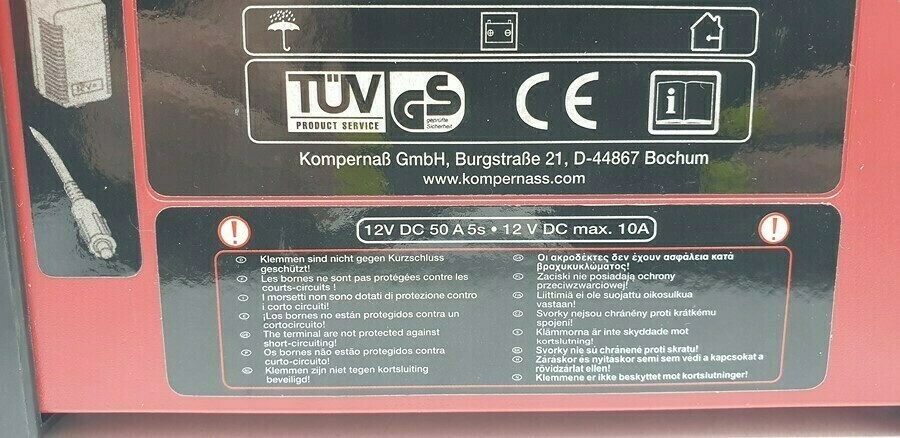 12V=
TÜV
PRODUCT SERVICE
GS
geprüfte
Sicherheit
CE
i
Kompernaß GmbH, Burgstraße 21, D-44867 Bochum
www.kompernass.com
! 12V DC 50 A 5s • 12 V DC max. 10A !
Klemmen sind nicht gegen Kurzschluss
geschützt!
Les bornes ne sont pas protégées contre les
courts-circuits !
I morsetti non sono dotati di protezione contro
i corto circuiti!
¡Los bornes no están protegidos contra un
cortocircuito!
The terminal are not protected against
short-circuiting!
Os bornes não estão protegidos contra
curto-circuito!
Klemmen zijn niet tegen kortsluiting
beveiligd!
Οι ακροδέκτες δεν έχουν ασφάλεια κατά
βραχυκυκλώματος!
Zaciski nie posiadają ochrony
przeciwzwarciowej!
Liittimiä ei ole suojattu oikosulkua
vastaan!
Svorky nejsou chráněny proti krátkému
spojení!
Klämmorna är inte skyddade mot
kortslutning!
Svorky nie sú chránené proti skratu!
Záraskor és nyitáskor semi sem védi a kapcsokat a
rövidzárlat ellen!
Klemmene er ikke beskyttet mot kortslutninger!